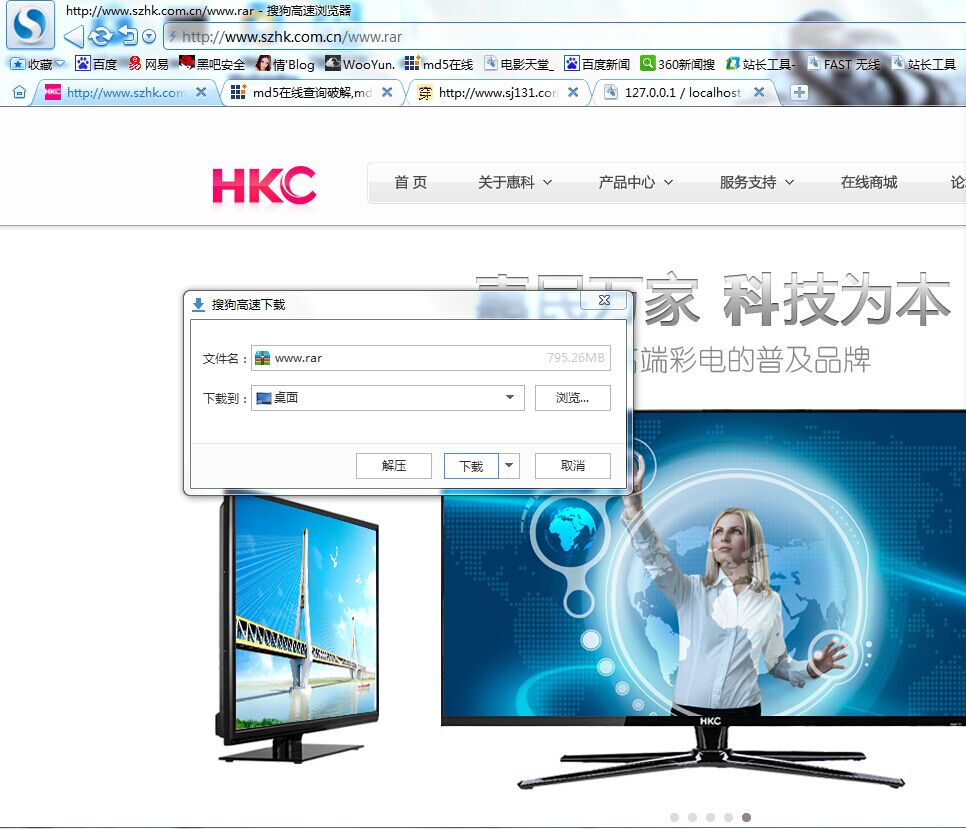 http://www.szhk.com.cn/www.rar - 搜狗高速浏览器
http://www.szhk.com.cn/www.rar
收藏 百度 网易 黑吧安全 情'Blog WooYun. md5在线 电影天堂_ 百度新闻 360新闻搜 站长工具- FAST 无线 站长工具
HKC http://www.szhk.com md5在线查询破解,md 穿 http://www.sj131.con 127.0.0.1 / localhost
HKC 首 页 关于惠科 产品中心 服务支持 在线商城
万家 科技为本
搜狗高速下载
高端彩电的普及品牌
文件名: www.rar 795.26MB
下载到: 桌面 浏览...
解压 下载 取消
HKC